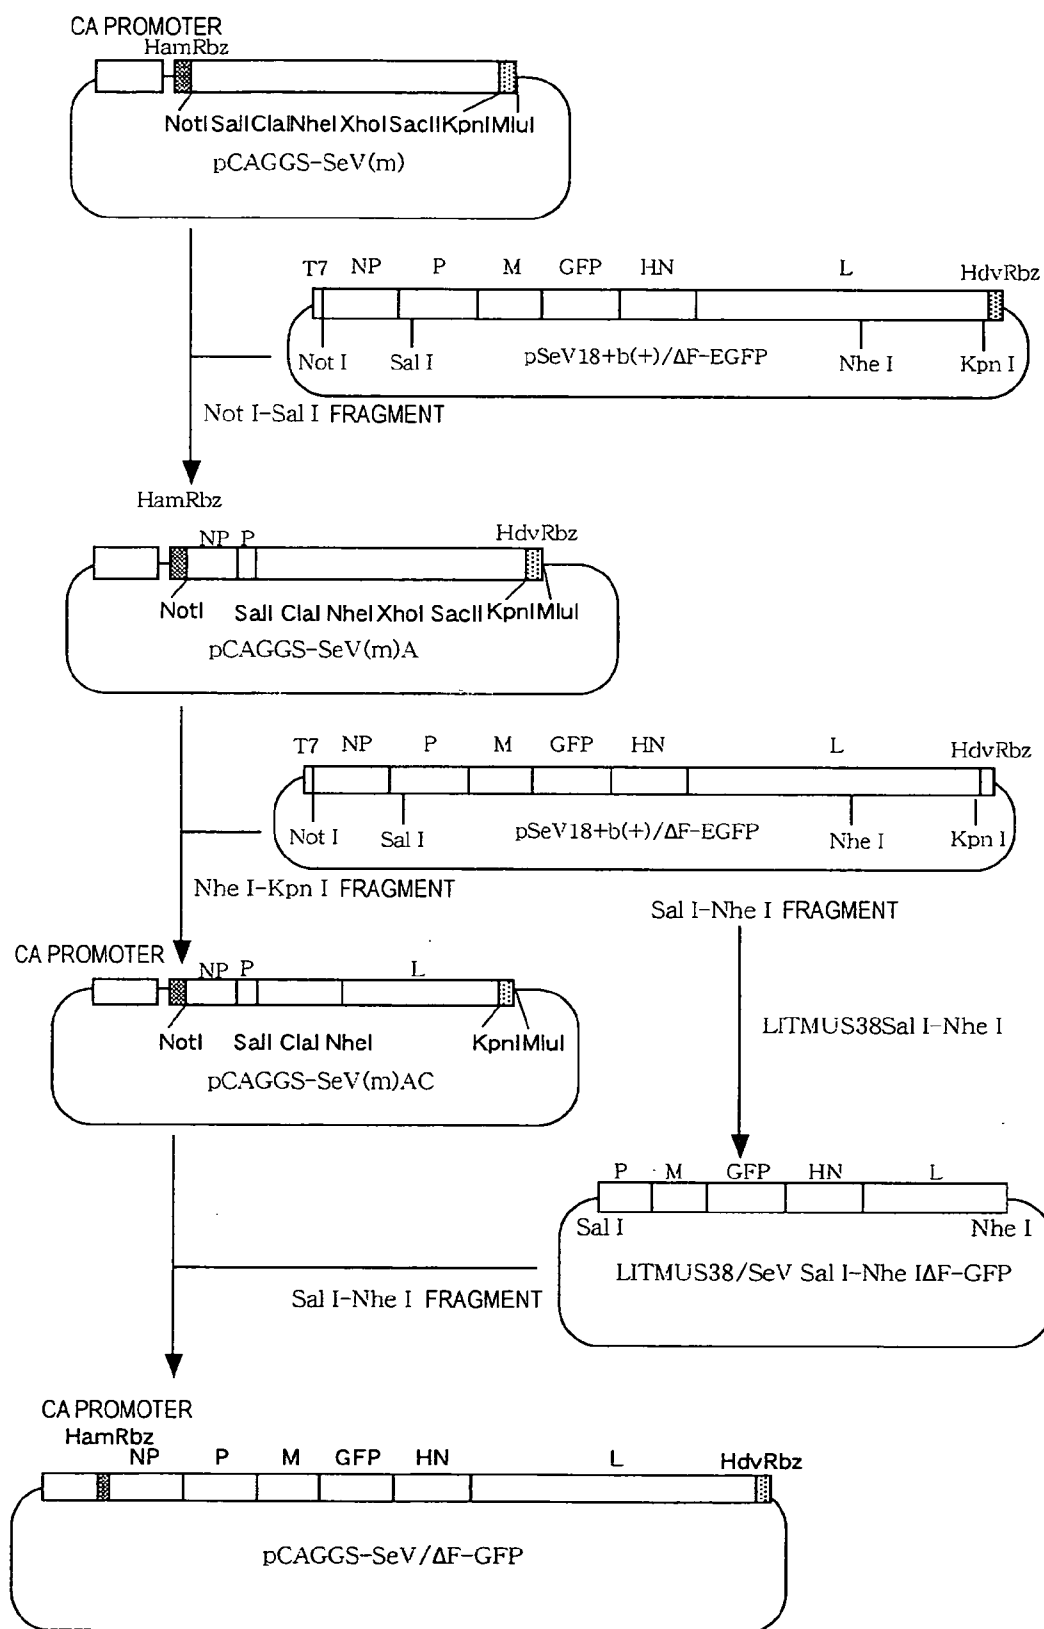 CA PROMOTER
HamRbz
NotI SalI ClaI NheI XhoI SacII KpnI MluI
pCAGGS-SeV(m)
T7 NP P M GFP HN L HdvRbz
Not I Sal I pSeV18+b(+)/ΔF-EGFP Nhe I Kpn I
Not I-Sal I FRAGMENT
HamRbz
NP P HdvRbz
NotI SalI ClaI NheI XhoI SacII KpnI MluI
pCAGGS-SeV(m)A
T7 NP P M GFP HN L HdvRbz
Not I Sal I pSeV18+b(+)/ΔF-EGFP Nhe I Kpn I
Nhe I-Kpn I FRAGMENT
Sal I-Nhe I FRAGMENT
CA PROMOTER
NP P L
NotI SalI ClaI NheI KpnI MluI
pCAGGS-SeV(m)AC
LITMUS38Sal I-Nhe I
P M GFP HN L
Sal I Nhe I
LITMUS38/SeV Sal I-Nhe IΔF-GFP
Sal I-Nhe I FRAGMENT
CA PROMOTER
HamRbz
NP P M GFP HN L HdvRbz
pCAGGS-SeV/ΔF-GFP